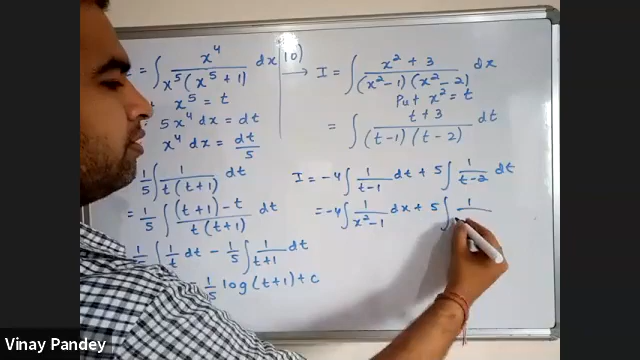 = ∫ x⁴ / x⁵(x⁵+1) dx
x⁵ = t
5x⁴ dx = dt
x⁴ dx = dt/5
1/5 ∫ 1 / t(t+1) dt
= 1/5 ∫ (t+1)-t / t(t+1) dt
1/5 ∫ 1/t dt - 1/5 ∫ 1/t+1 dt
1/5 log(t+1)+c
10) → I = ∫ x²+3 / (x²-1)(x²-2) dx
Put x² = t
= ∫ t+3 / (t-1)(t-2) dt
I = -4∫ 1/t-1 dt + 5∫ 1/t-2 dt
= -4∫ 1/x²-1 dx + 5∫ 1/
Vinay Pandey